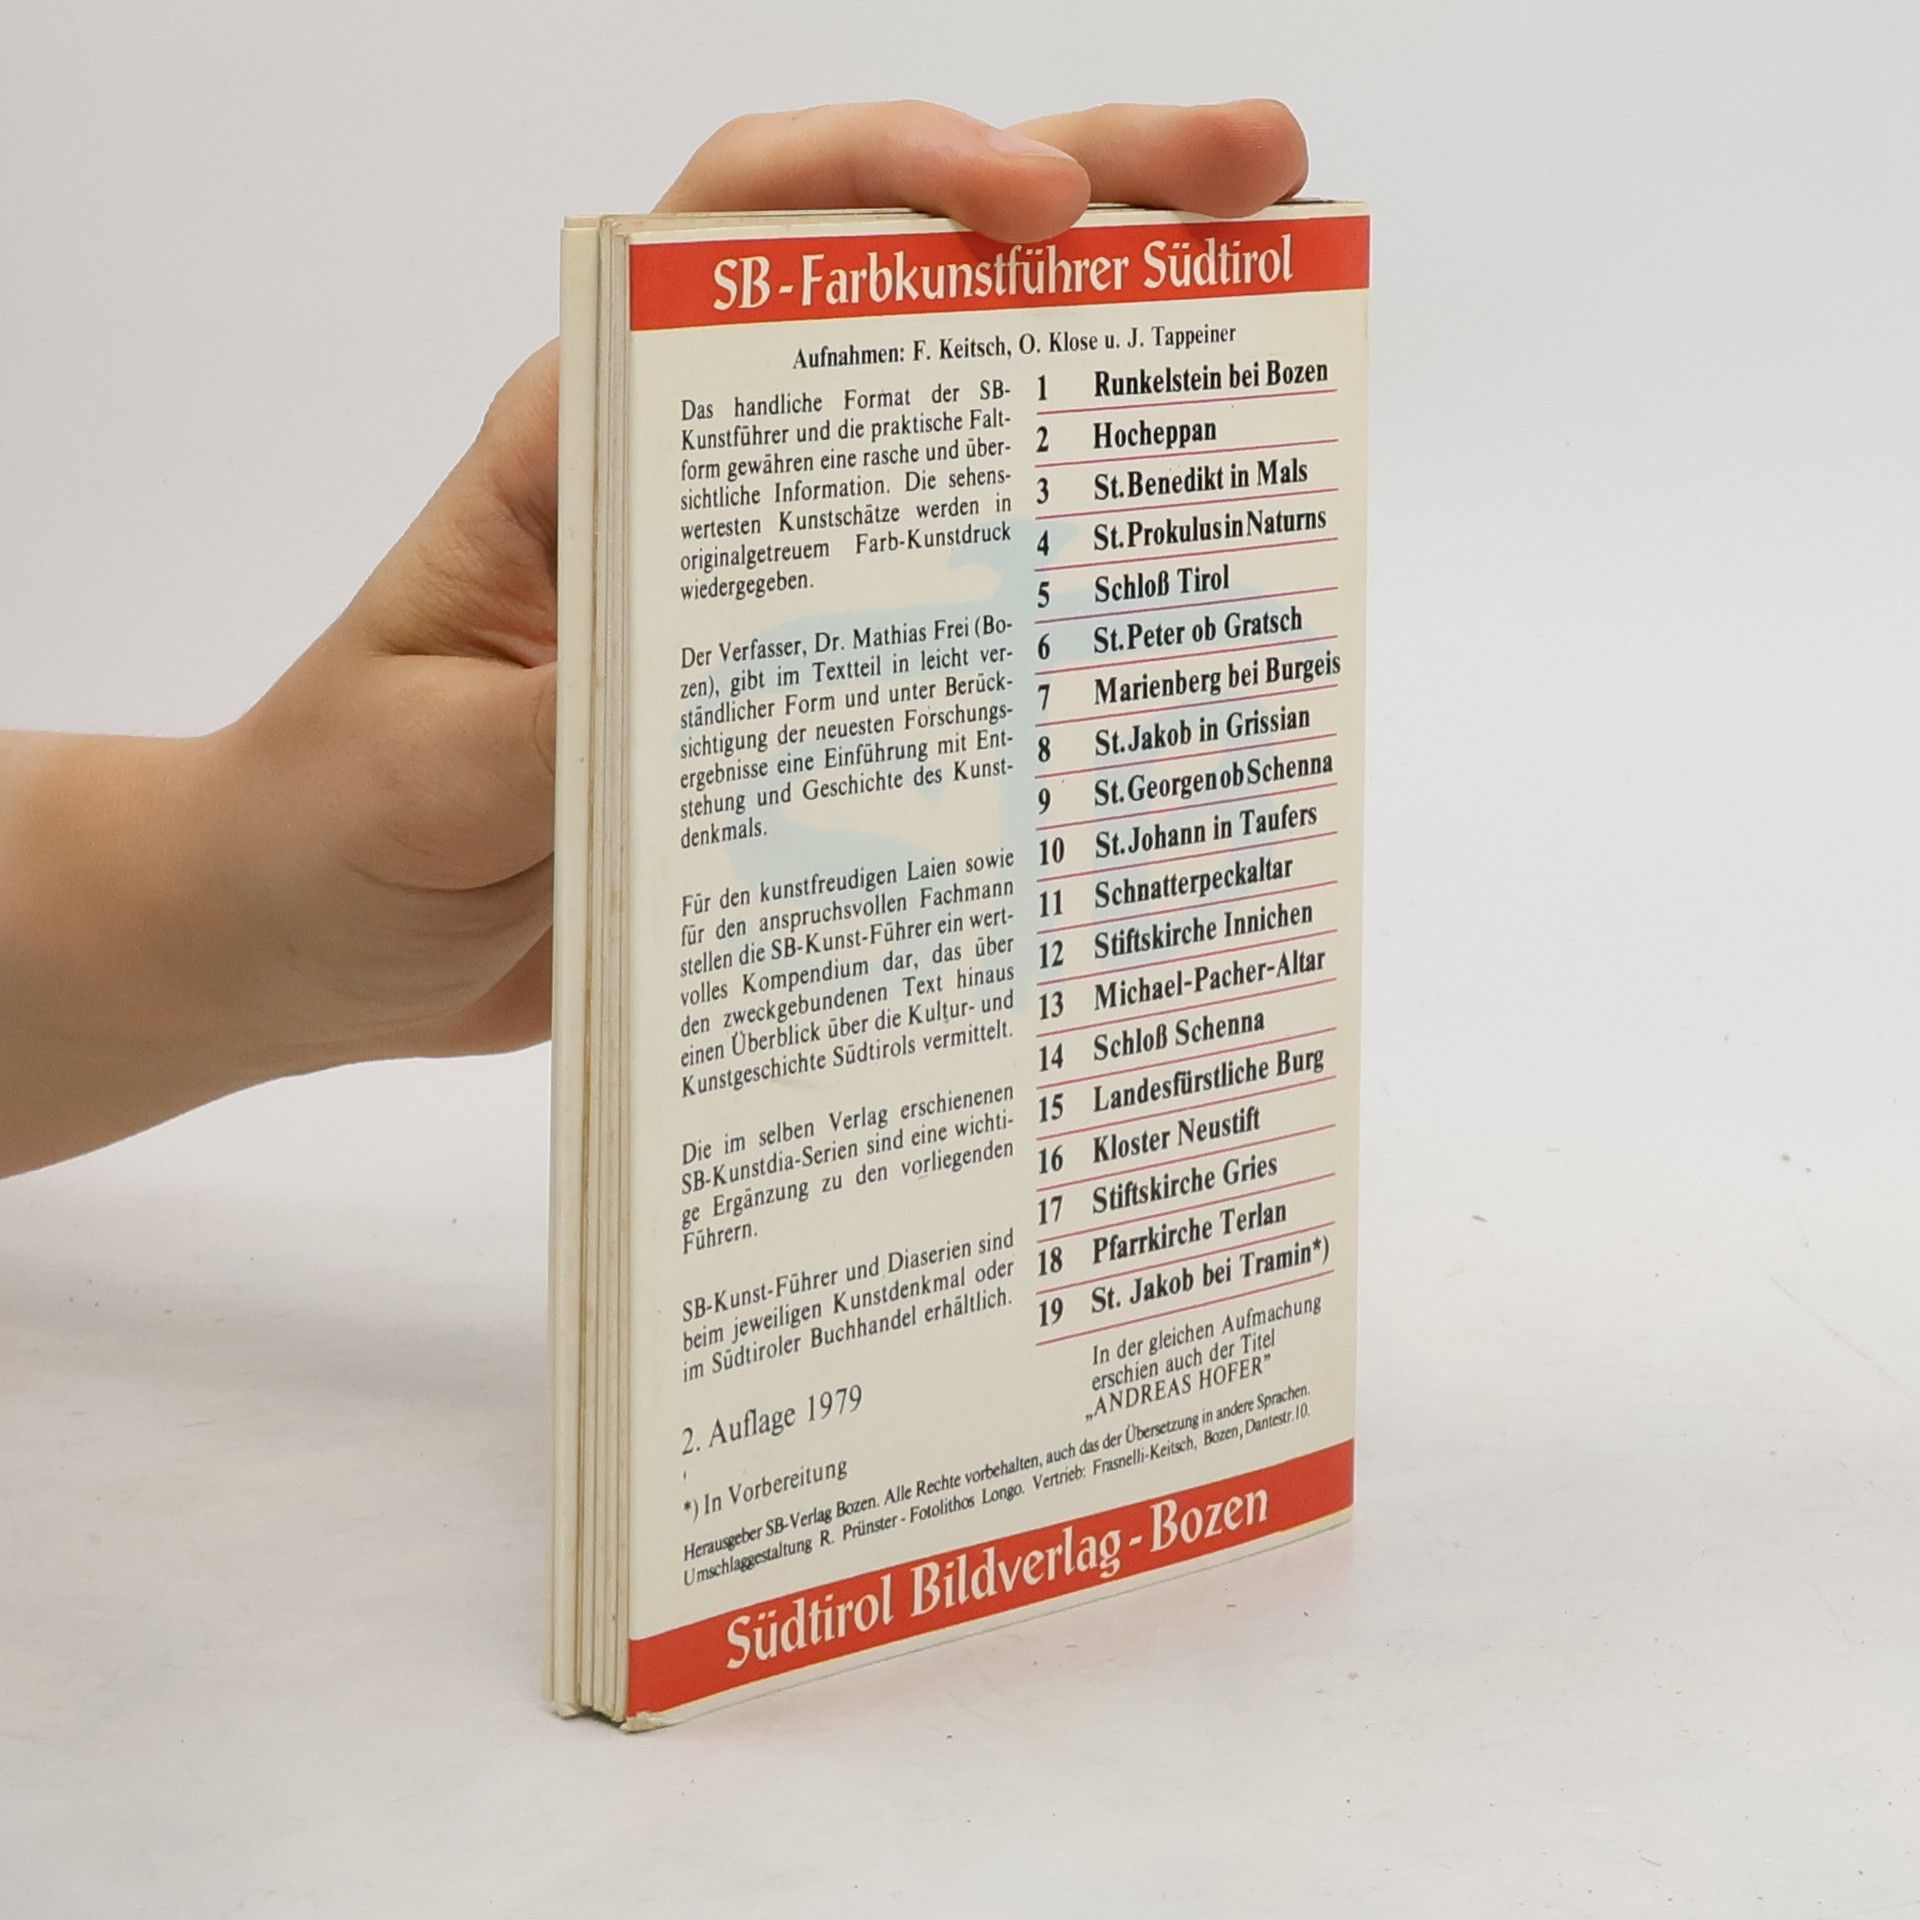 SB-Farbkunstführer Südtirol
Aufnahmen: F. Keitsch, O. Klose u. J. Tappeiner
Das handliche Format der SB-
Kunstführer und die praktische Falt-
form gewähren eine rasche und über-
sichtliche Information. Die sehens-
wertesten Kunstschätze werden in
originalgetreuem Farb-Kunstdruck
wiedergegeben.
Der Verfasser, Dr. Mathias Frei (Bo-
zen), gibt im Textteil in leicht ver-
ständlicher Form und unter Berück-
sichtigung der neuesten Forschungs-
ergebnisse eine Einführung mit Ent-
stehung und Geschichte des Kunst-
denkmals.
Für den kunstfreudigen Laien sowie
für den anspruchsvollen Fachmann
stellen die SB-Kunst-Führer ein wert-
volles Kompendium dar, das über
den zweckgebundenen Text hinaus
einen Überblick über die Kultur- und
Kunstgeschichte Südtirols vermittelt.
Die im selben Verlag erschienenen
SB-Kunstdia-Serien sind eine wichti-
ge Ergänzung zu den vorliegenden
Führern.
SB-Kunst-Führer und Diaserien sind
beim jeweiligen Kunstdenkmal oder
im Südtiroler Buchhandel erhältlich.
2. Auflage 1979
*) In Vorbereitung
1 Runkelstein bei Bozen
2 Hocheppan
3 St. Benedikt in Mals
4 St. Prokulus in Naturns
5 Schloß Tirol
6 St. Peter ob Gratsch
7 Marienberg bei Burgeis
8 St. Jakob in Grissian
9 St. Georgen ob Schenna
10 St. Johann in Taufers
11 Schnatterpeckaltar
12 Stiftskirche Innichen
13 Michael-Pacher-Altar
14 Schloß Schenna
15 Landesfürstliche Burg
16 Kloster Neustift
17 Stiftskirche Gries
18 Pfarrkirche Terlan
19 St. Jakob bei Tramin*)
In der gleichen Aufmachung
erschien auch der Titel
„ANDREAS HOFER”
Herausgeber SB-Verlag Bozen. Alle Rechte vorbehalten, auch das der Übersetzung in andere Sprachen.
Umschlaggestaltung R. Prünster - Fotolithos Longo. Vertrieb: Frasnelli-Keitsch, Bozen, Dantestr. 10.
Südtirol Bildverlag - Bozen